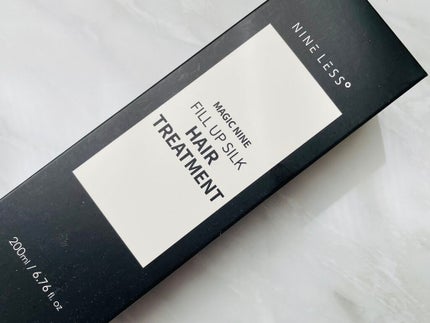 NINE LESS
MAGIC NINE
FILL UP SILK
HAIR
TREATMENT
200ml / 6.76 fl. oz